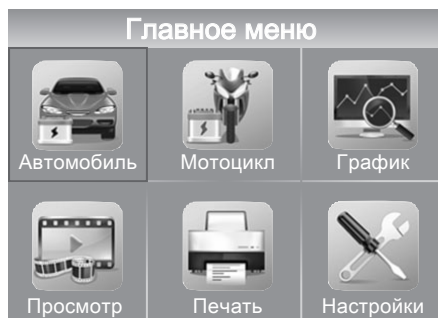 Главное меню
Автомобиль Мотоцикл График
Просмотр Печать Настройки